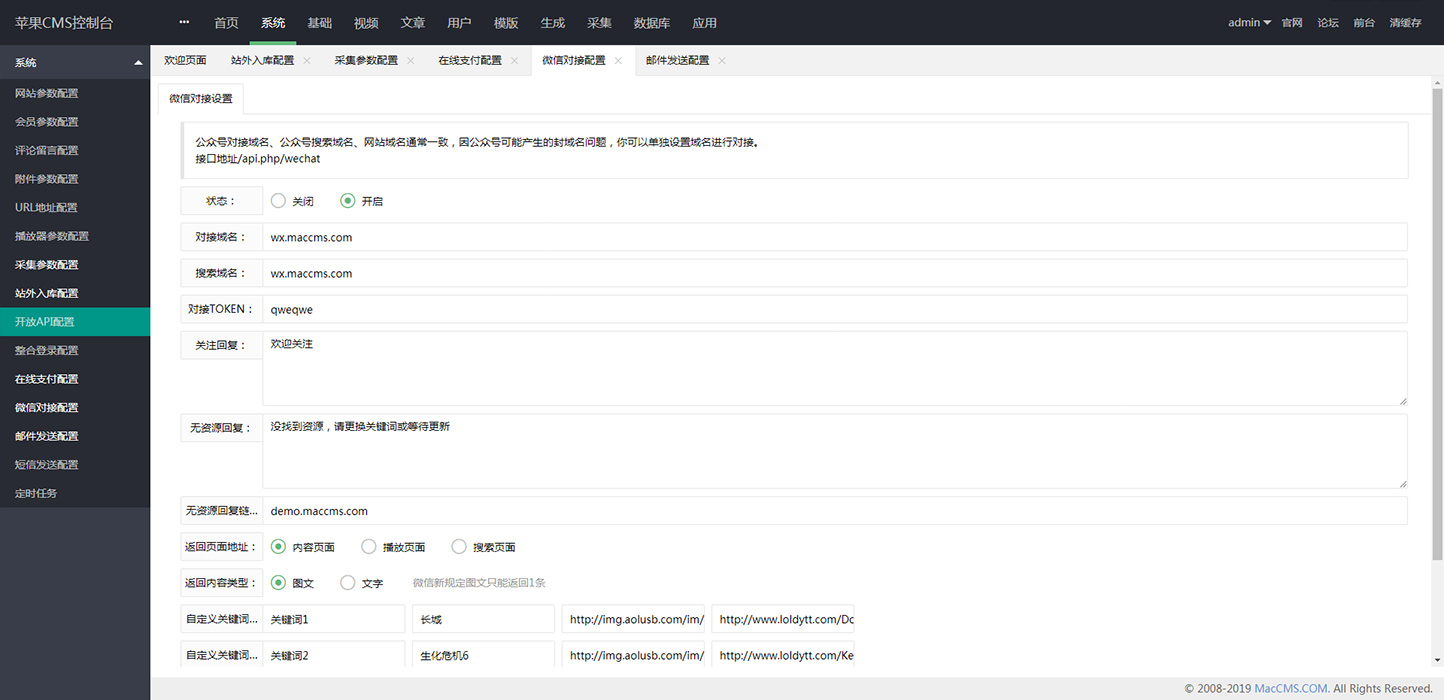 苹果CMS控制台
··· 首页 系统 基础 视频 文章 用户 模版 生成 采集 数据库 应用
admin 官网 论坛 前台 清缓存
系统
网站参数配置
会员参数配置
评论留言配置
附件参数配置
URL地址配置
播放器参数配置
采集参数配置
站外入库配置
开放API配置
整合登录配置
在线支付配置
微信对接配置
邮件发送配置
短信发送配置
定时任务
欢迎页面 站外入库配置 采集参数配置 在线支付配置 微信对接配置 邮件发送配置
微信对接设置
公众号对接域名、公众号搜索域名、网站域名通常一致，因公众号可能产生的封域名问题，你可以单独设置域名进行对接。
接口地址/api.php/wechat
状态： 关闭 开启
对接域名： wx.maccms.com
搜索域名： wx.maccms.com
对接TOKEN： qweqwe
关注回复： 欢迎关注
无资源回复： 没找到资源，请更换关键词或等待更新
无资源回复链... demo.maccms.com
返回页面地址： 内容页面 播放页面 搜索页面
返回内容类型： 图文 文字 微信新规定图文只能返回1条
自定义关键词... 关键词1 长城 http://img.aolusb.com/im/ http://www.loldytt.com/Dc
自定义关键词... 关键词2 生化危机6 http://img.aolusb.com/im/ http://www.loldytt.com/Ke
© 2008-2019 MacCMS.COM. All Rights Reserved.